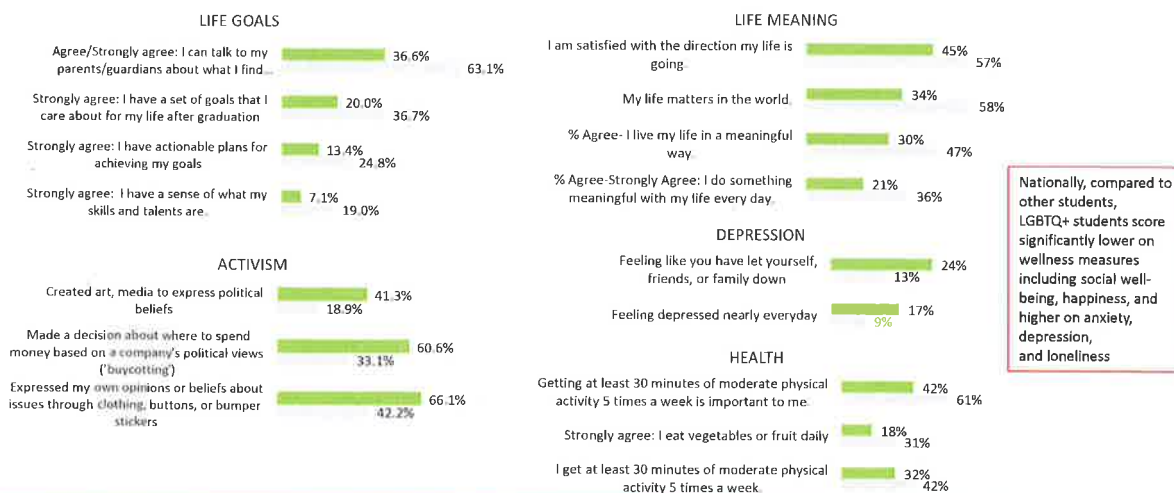 LIFE GOALS
Agree/Strongly agree: I can talk to my
parents/guardians about what I find
36.6%
63.1%
Strongly agree: I have a set of goals that I
care about for my life after graduation
20.0%
36.7%
Strongly agree: I have actionable plans for
achieving my goals
13.4%
24.8%
Strongly agree: I have a sense of what my
skills and talents are
7.1%
19.0%
ACTIVISM
Created art, media to express political
beliefs
41.3%
18.9%
Made a decision about where to spend
money based on a company's political views
('buycotting')
60.6%
33.1%
Expressed my own opinions or beliefs about
issues through clothing, buttons, or bumper
stickers
66.1%
42.2%
LIFE MEANING
I am satisfied with the direction my life is
going
45%
57%
My life matters in the world
34%
58%
% Agree- I live my life in a meaningful
way
30%
47%
% Agree-Strongly Agree: I do something
meaningful with my life every day
21%
36%
DEPRESSION
Feeling like you have let yourself,
friends, or family down
24%
13%
Feeling depressed nearly everyday
17%
9%
HEALTH
Getting at least 30 minutes of moderate physical
activity 5 times a week is important to me
42%
61%
Strongly agree: I eat vegetables or fruit daily
18%
31%
I get at least 30 minutes of moderate physical
activity 5 times a week
32%
42%
Nationally, compared to
other students,
LGBTQ+ students score
significantly lower on
wellness measures
including social well-
being, happiness, and
higher on anxiety,
depression,
and loneliness